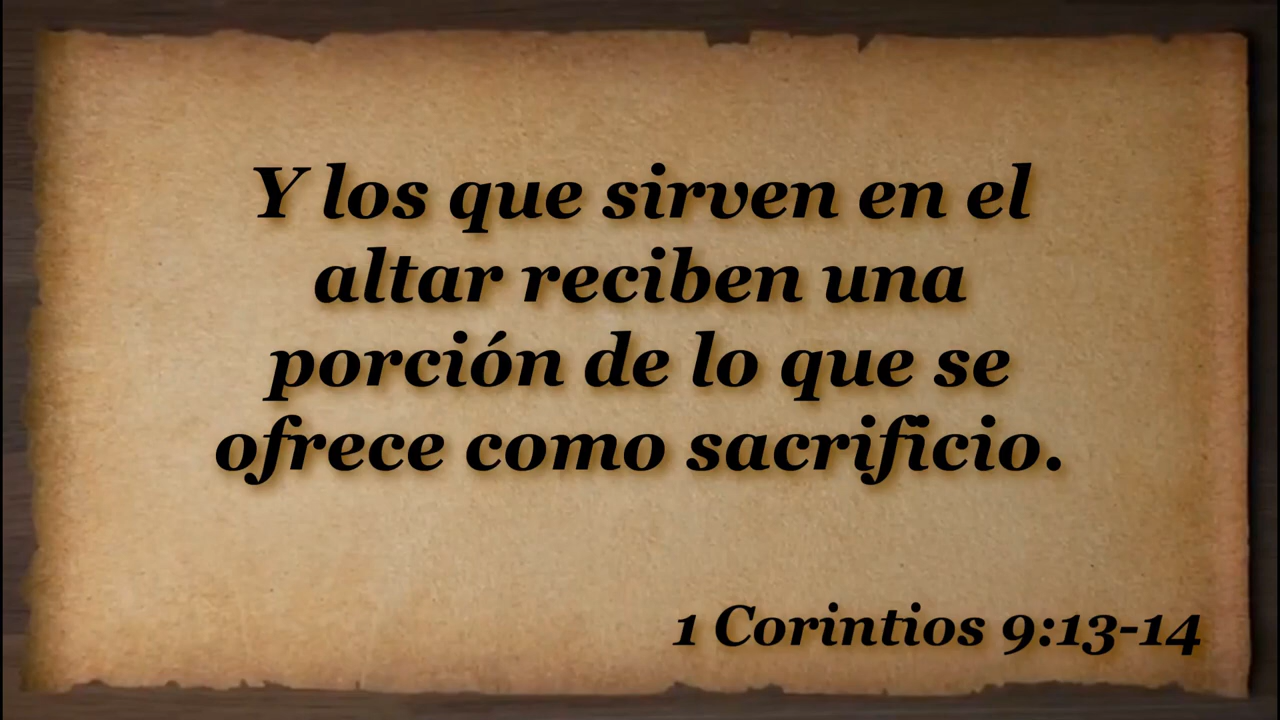 Y los que sirven en el
altar reciben una
porción de lo que se
ofrece como sacrificio.
1 Corintios 9:13-14